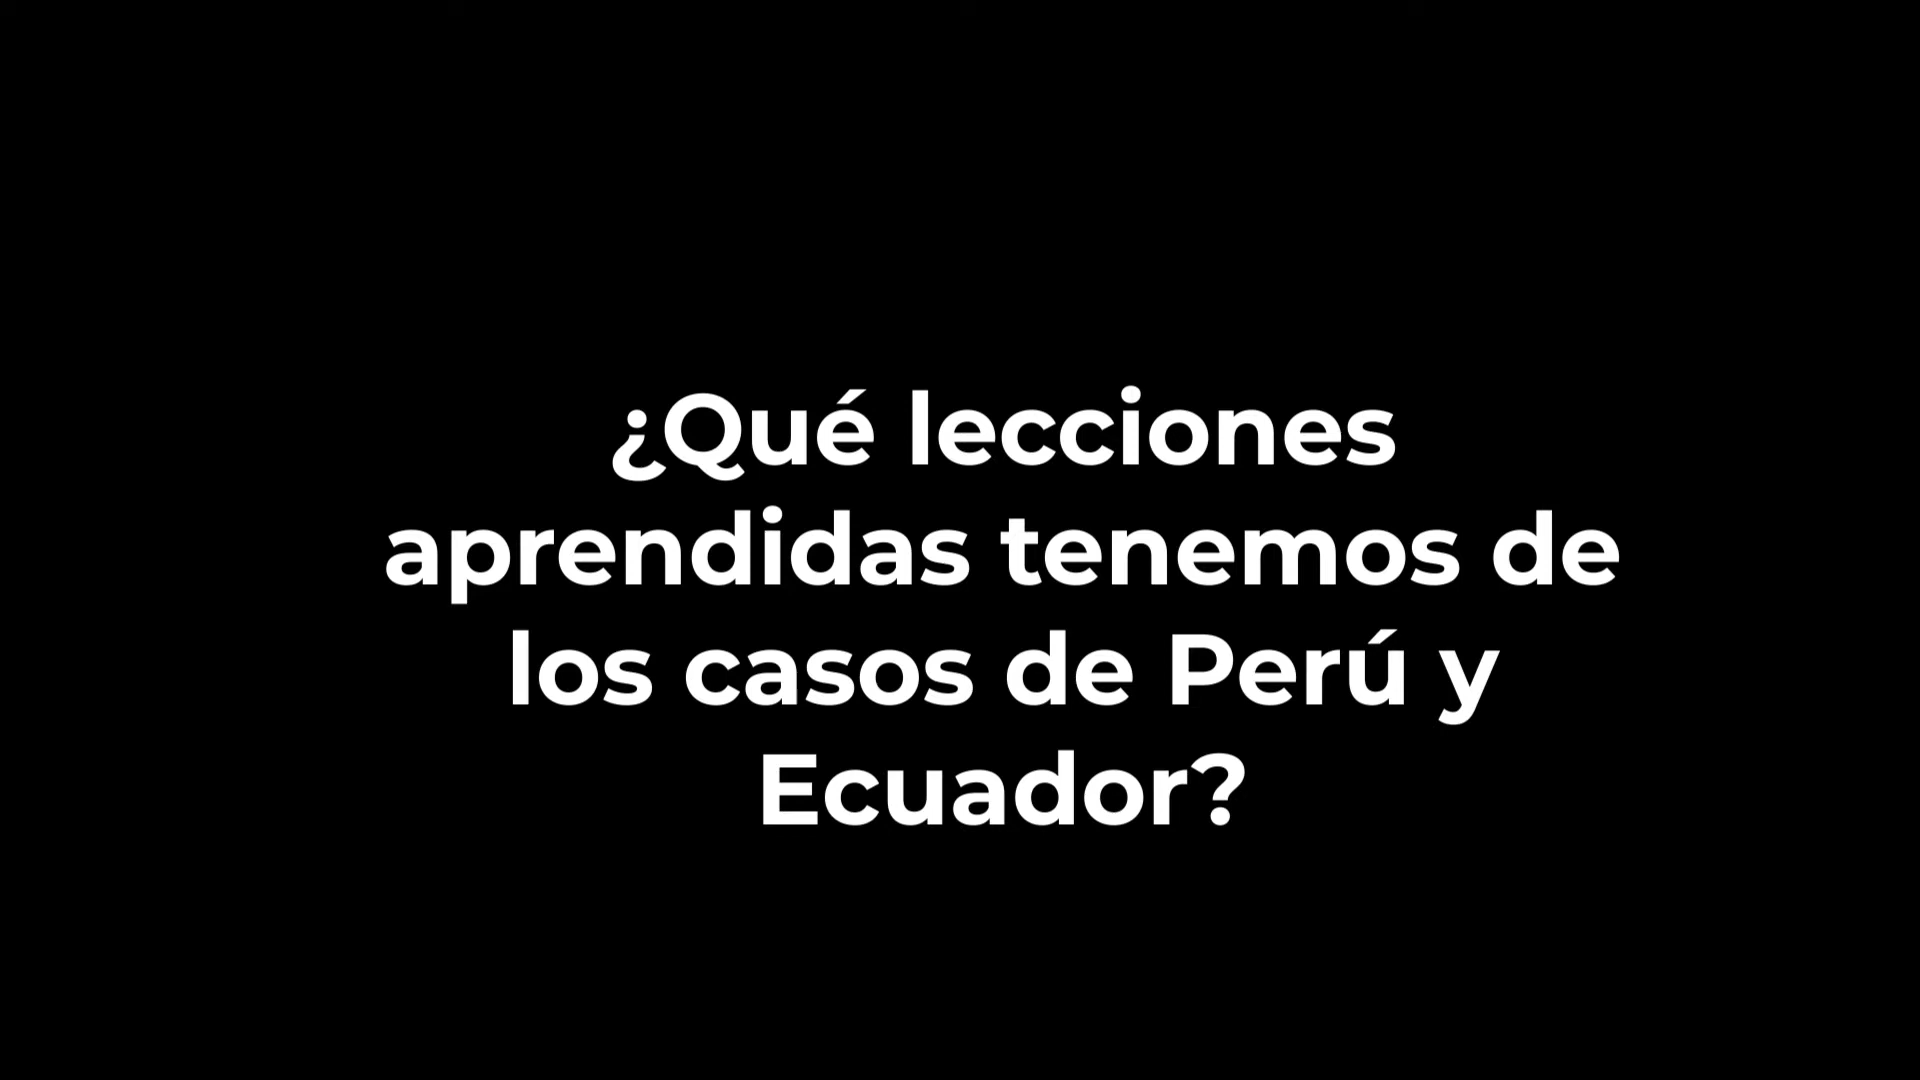 ¿Qué lecciones
aprendidas tenemos de
los casos de Perú y
Ecuador?